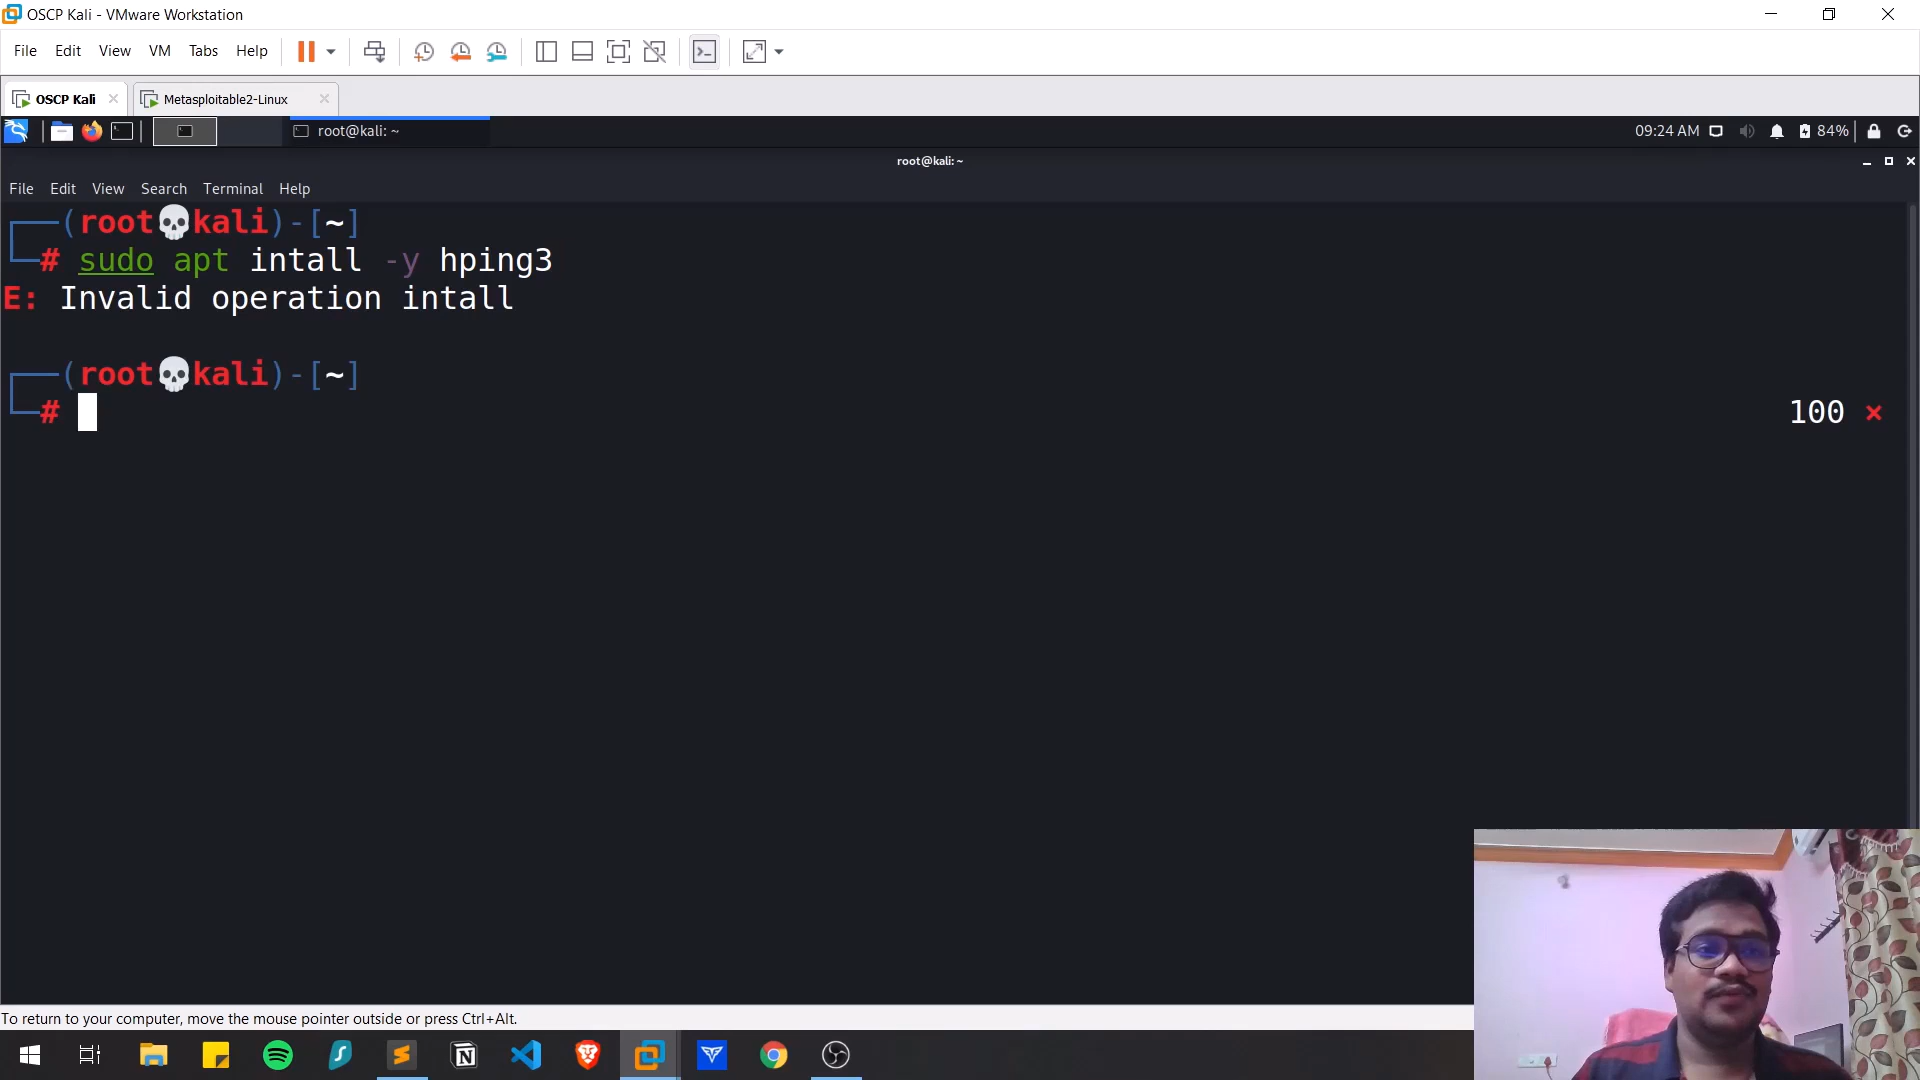 OSCP Kali - VMware Workstation
File Edit View VM Tabs Help
OSCP Kali
Metasploitable2-Linux
root@kali: ~
09:24 AM
84%
root@kali: ~
File Edit View Search Terminal Help
(root💀kali)-[~]
# sudo apt intall -y hping3
E: Invalid operation intall
(root💀kali)-[~]
#
100 ×
To return to your computer, move the mouse pointer outside or press Ctrl+Alt.